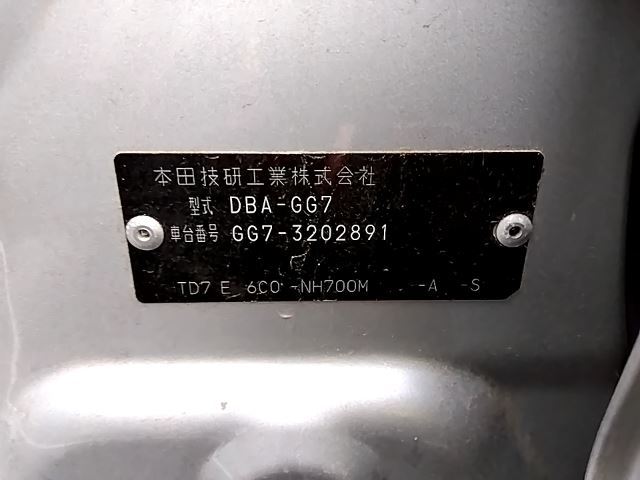 本田技研工業株式会社
型式 DBA-GG7
車台番号 GG7-3202891
TD7 E 6C0 -NH700M -A -S